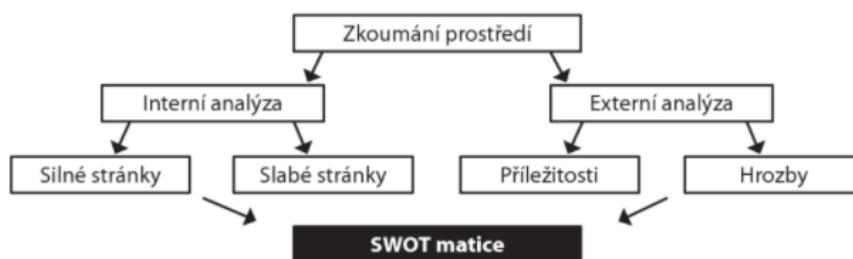 Zkoumání prostředí
Interní analýza
Externí analýza
Silné stránky
Slabé stránky
Příležitosti
Hrozby
SWOT matice